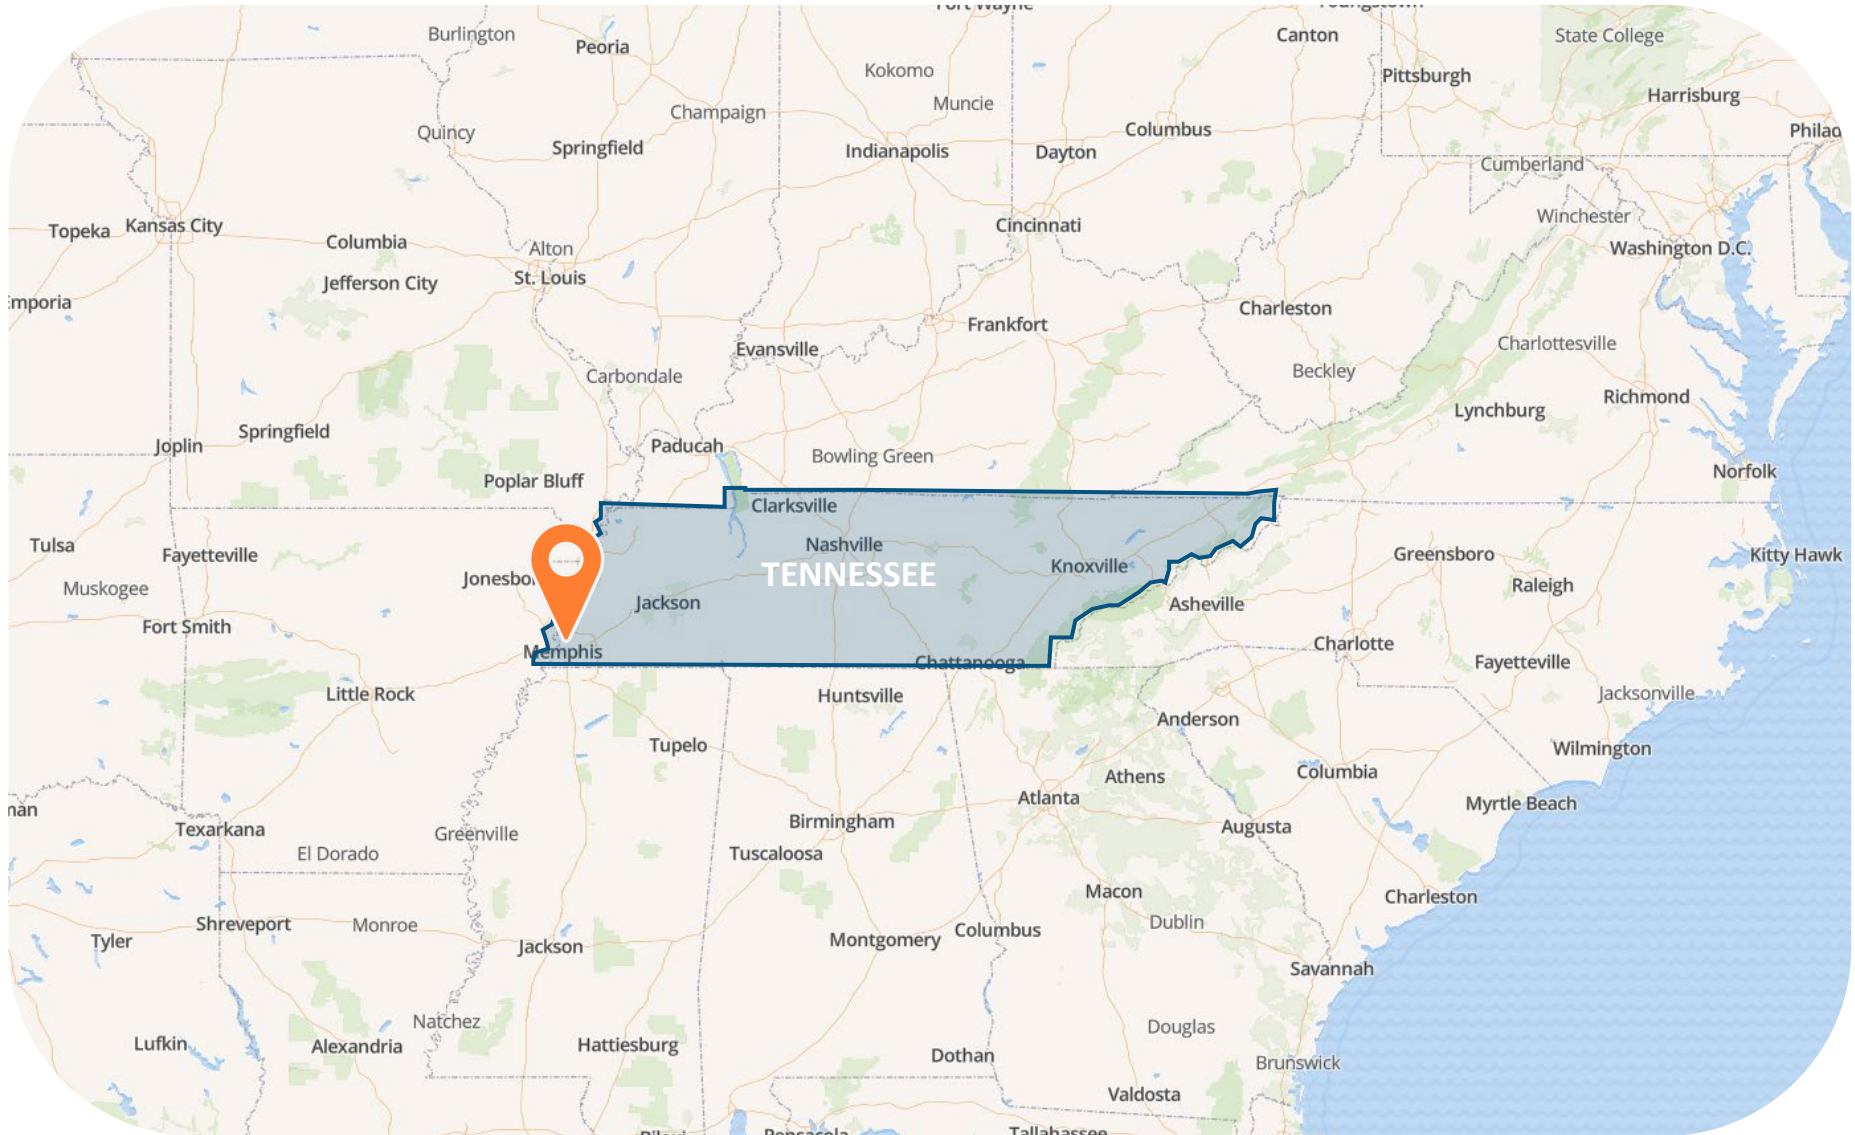 Burlington
Peoria
Canton
State College
Kokomo
Pittsburgh
Muncie
Harrisburg
Champaign
Quincy
Springfield
Indianapolis
Dayton
Columbus
Philad
Cumberland
Topeka
Kansas City
Cincinnati
Winchester
Columbia
Alton
Washington D.C.
Jefferson City
St. Louis
Emporia
Charleston
Frankfort
Evansville
Charlottesville
Carbondale
Beckley
Richmond
Lynchburg
Springfield
Joplin
Paducah
Bowling Green
Norfolk
Poplar Bluff
Clarksville
Tulsa
Fayetteville
Nashville
Greensboro
Kitty Hawk
Knoxville
TENNESSEE
Jonesbo
Muskogee
Raleigh
Jackson
Asheville
Fort Smith
Charlotte
Memphis
Chattanooga
Fayetteville
Little Rock
Huntsville
Jacksonville
Anderson
Tupelo
Wilmington
Athens
Columbia
Atlanta
man
Myrtle Beach
Texarkana
Greenville
Birmingham
Augusta
El Dorado
Tuscaloosa
Macon
Charleston
Shreveport
Monroe
Dublin
Tyler
Jackson
Montgomery
Columbus
Savannah
Natchez
Douglas
Lufkin
Alexandria
Hattiesburg
Dothan
Brunswick
Valdosta
Tallahassee